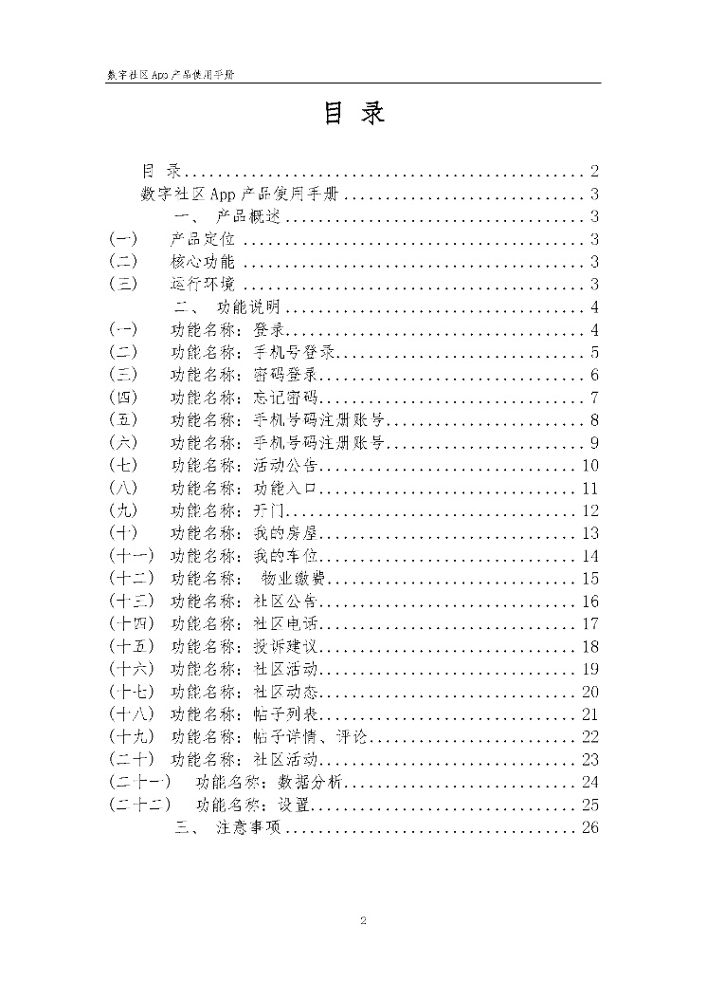 数字社区 App 产品使用手册
目 录
目 录................................................ 2
数字社区 App 产品使用手册............................. 3
一、 产品概述.................................... 3
(一) 产品定位......................................... 3
(二) 核心功能......................................... 3
(三) 运行环境......................................... 3
二、 功能说明.................................... 4
(一) 功能名称：登录.................................... 4
(二) 功能名称：手机号登录.............................. 5
(三) 功能名称：密码登录................................ 6
(四) 功能名称：忘记密码................................ 7
(五) 功能名称：手机号码注册账号........................ 8
(六) 功能名称：手机号码注册账号........................ 9
(七) 功能名称：活动公告............................... 10
(八) 功能名称：功能入口............................... 11
(九) 功能名称：开门................................... 12
(十) 功能名称：我的房屋............................... 13
(十一) 功能名称：我的车位............................... 14
(十二) 功能名称： 物业缴费.............................. 15
(十三) 功能名称：社区公告............................... 16
(十四) 功能名称：社区电话............................... 17
(十五) 功能名称：投诉建议............................... 18
(十六) 功能名称：社区活动............................... 19
(十七) 功能名称：社区动态............................... 20
(十八) 功能名称：帖子列表............................... 21
(十九) 功能名称：帖子详情、评论......................... 22
(二十) 功能名称：社区活动............................... 23
(二十一) 功能名称：数据分析............................ 24
(二十二) 功能名称：设置................................ 25
三、 注意事项................................... 26
2